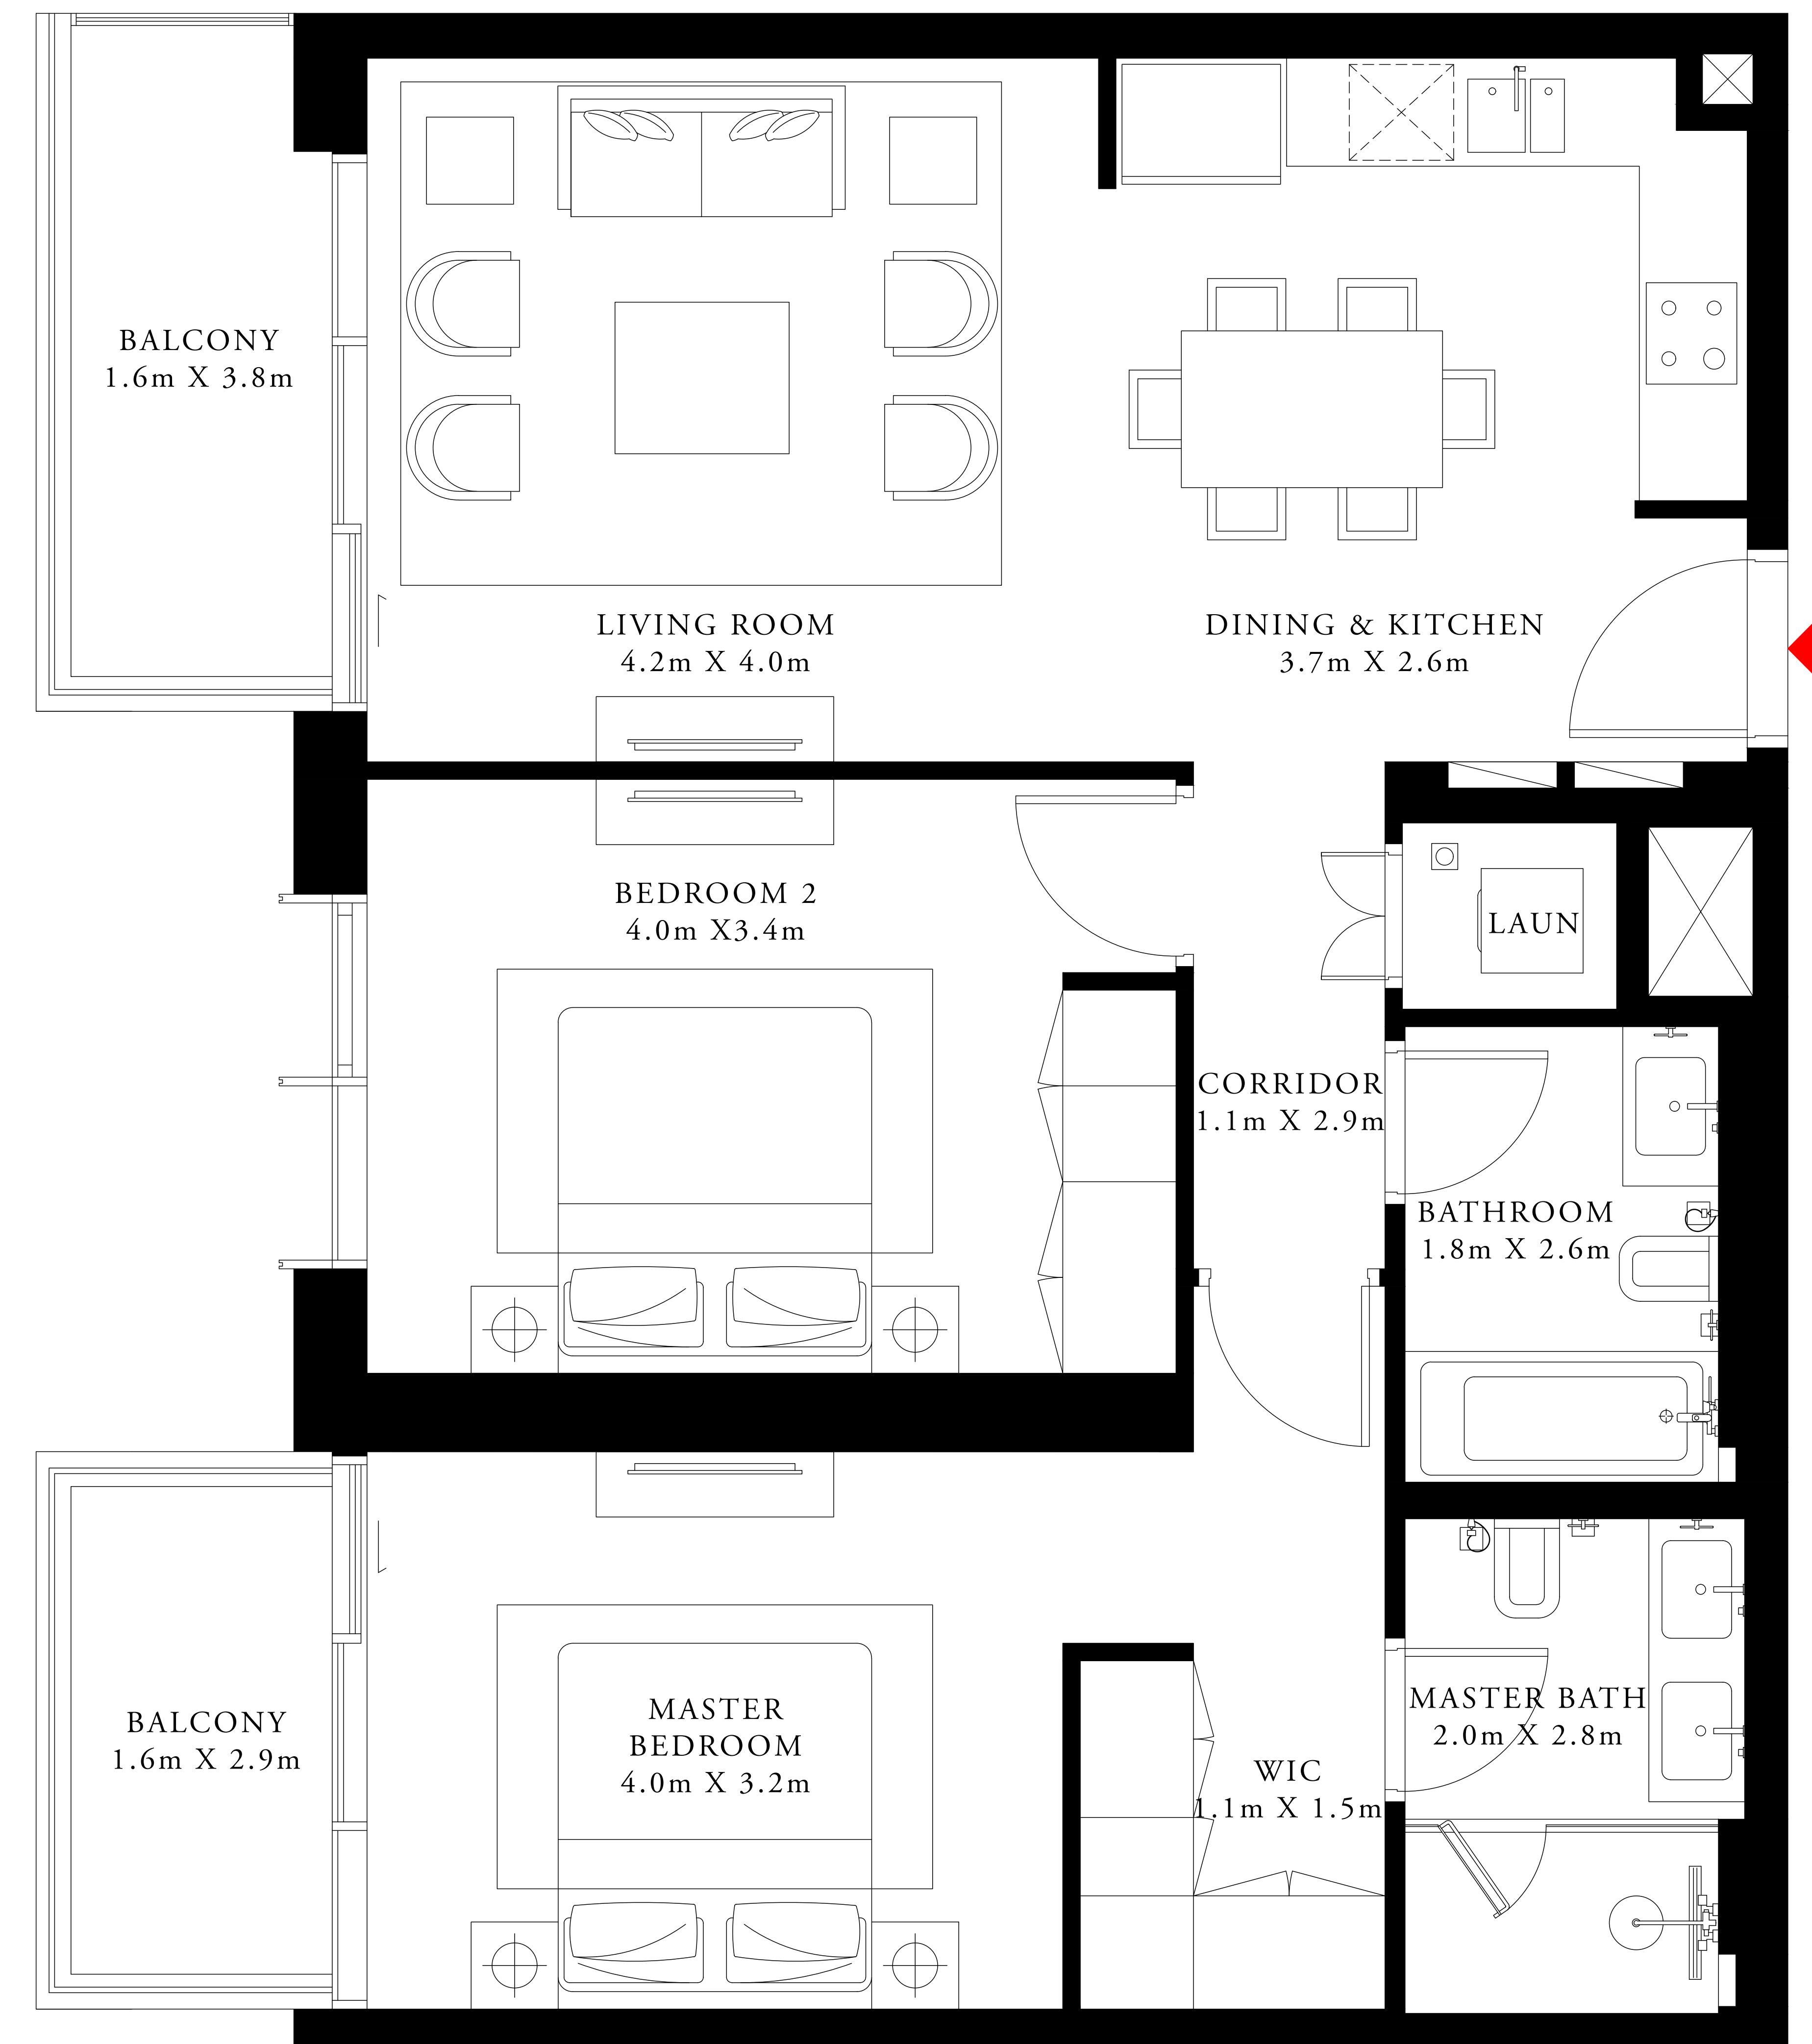 BALCONY
1.6m X 3.8m
LIVING ROOM
4.2m X 4.0m
DINING & KITCHEN
3.7m X 2.6m
BEDROOM 2
4.0m X3.4m
LAUN
CORRIDOR
1.1m X 2.9m
BATHROOM
1.8m X 2.6m
BALCONY
1.6m X 2.9m
MASTER
BEDROOM
4.0m X 3.2m
WIC
1.1m X 1.5m
MASTER BATH
2.0m X 2.8m